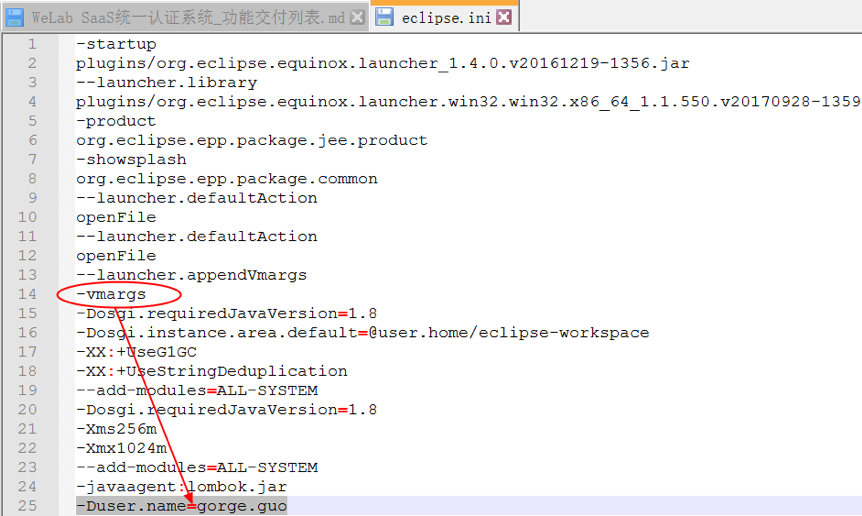 WeLab SaaS统一认证系统_功能交付列表.md eclipse.ini
1 -startup
2 plugins/org.eclipse.equinox.launcher_1.4.0.v20161219-1356.jar
3 --launcher.library
4 plugins/org.eclipse.equinox.launcher.win32.win32.x86_64_1.1.550.v20170928-1359
5 -product
6 org.eclipse.epp.package.jee.product
7 -showsplash
8 org.eclipse.epp.package.common
9 --launcher.defaultAction
10 openFile
11 --launcher.defaultAction
12 openFile
13 --launcher.appendVmargs
14 -vmargs
15 -Dosgi.requiredJavaVersion=1.8
16 -Dosgi.instance.area.default=@user.home/eclipse-workspace
17 -XX:+UseG1GC
18 -XX:+UseStringDeduplication
19 --add-modules=ALL-SYSTEM
20 -Dosgi.requiredJavaVersion=1.8
21 -Xms256m
22 -Xmx1024m
23 --add-modules=ALL-SYSTEM
24 -javaagent:lombok.jar
25 -Duser.name=gorge.guo